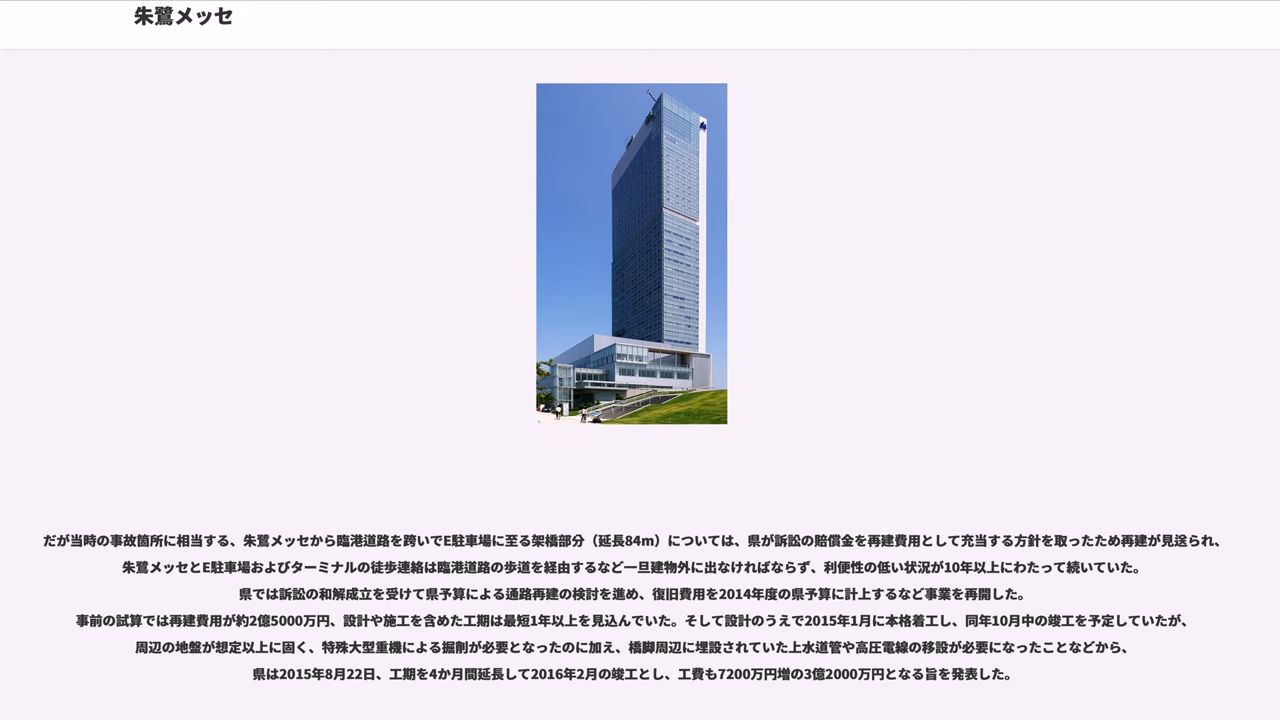 朱鷺メッセ
だが当時の事故箇所に相当する、朱鷺メッセから臨港道路を跨いでE駐車場に至る架橋部分（延長84m）については、県が訴訟の賠償金を再建費用として充当する方針を取ったため再建が見送られ、
朱鷺メッセとE駐車場およびターミナルの徒歩連絡は臨港道路の歩道を経由するなど一旦建物外に出なければならず、利便性の低い状況が10年以上にわたって続いていた。
県では訴訟の和解成立を受けて県予算による通路再建の検討を進め、復旧費用を2014年度の県予算に計上するなど事業を再開した。
事前の試算では再建費用が約2億5000万円、設計や施工を含めた工期は最短1年以上を見込んでいた。そして設計のうえで2015年1月に本格着工し、同年10月中の竣工を予定していたが、
周辺の地盤が想定以上に固く、特殊大型重機による掘削が必要となったのに加え、橋脚周辺に埋設されていた上水道管や高圧電線の移設が必要になったことなどから、
県は2015年8月22日、工期を4か月間延長して2016年2月の竣工とし、工費も7200万円増の3億2000万円となる旨を発表した。